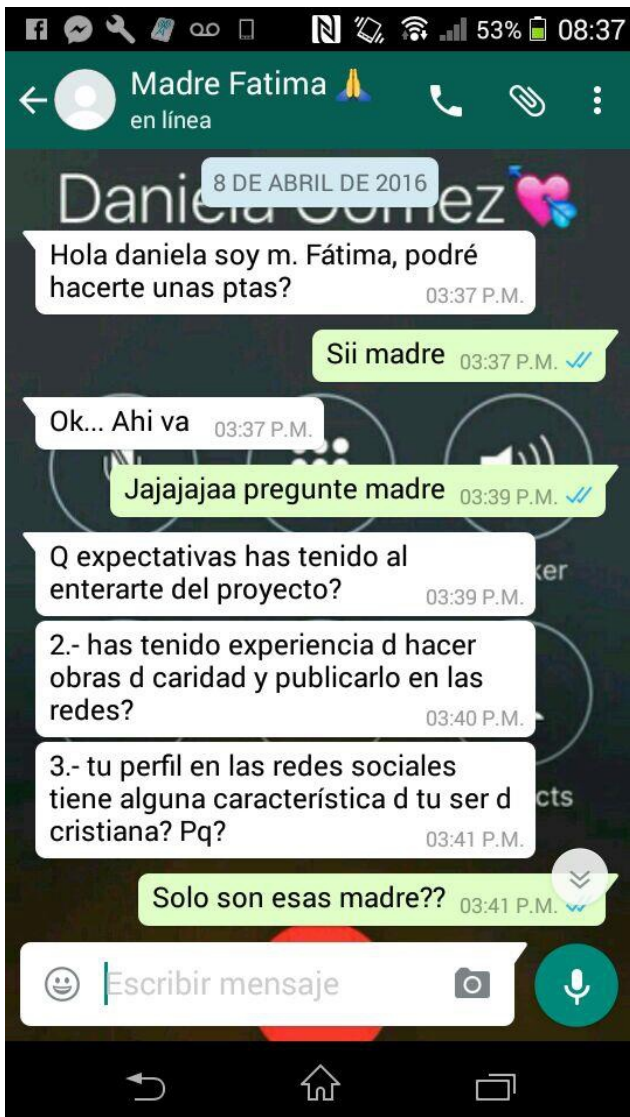 53% 08:37
Madre Fatima 🙏
en línea
8 DE ABRIL DE 2016
Daniela Gomez💘
Hola daniela soy m. Fátima, podré
hacerte unas ptas?
03:37 P.M.
Sii madre 03:37 P.M.
Ok... Ahi va 03:37 P.M.
Jajajajaa pregunte madre 03:39 P.M.
Q expectativas has tenido al
enterarte del proyecto?
03:39 P.M.
ker
2.- has tenido experiencia d hacer
obras d caridad y publicarlo en las
redes?
03:40 P.M.
3.- tu perfil en las redes sociales
tiene alguna característica d tu ser d
cristiana? Pq?
03:41 P.M.
cts
Solo son esas madre?? 03:41 P.M.
Escribir mensaje